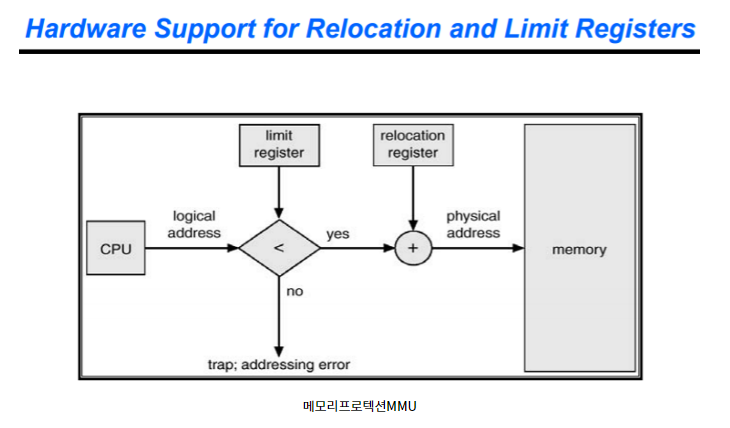 Hardware Support for Relocation and Limit Registers
limit
register
relocation
register
logical
address
physical
address
CPU
<
yes
+
memory
no
trap; addressing error
메모리프로텍션MMU